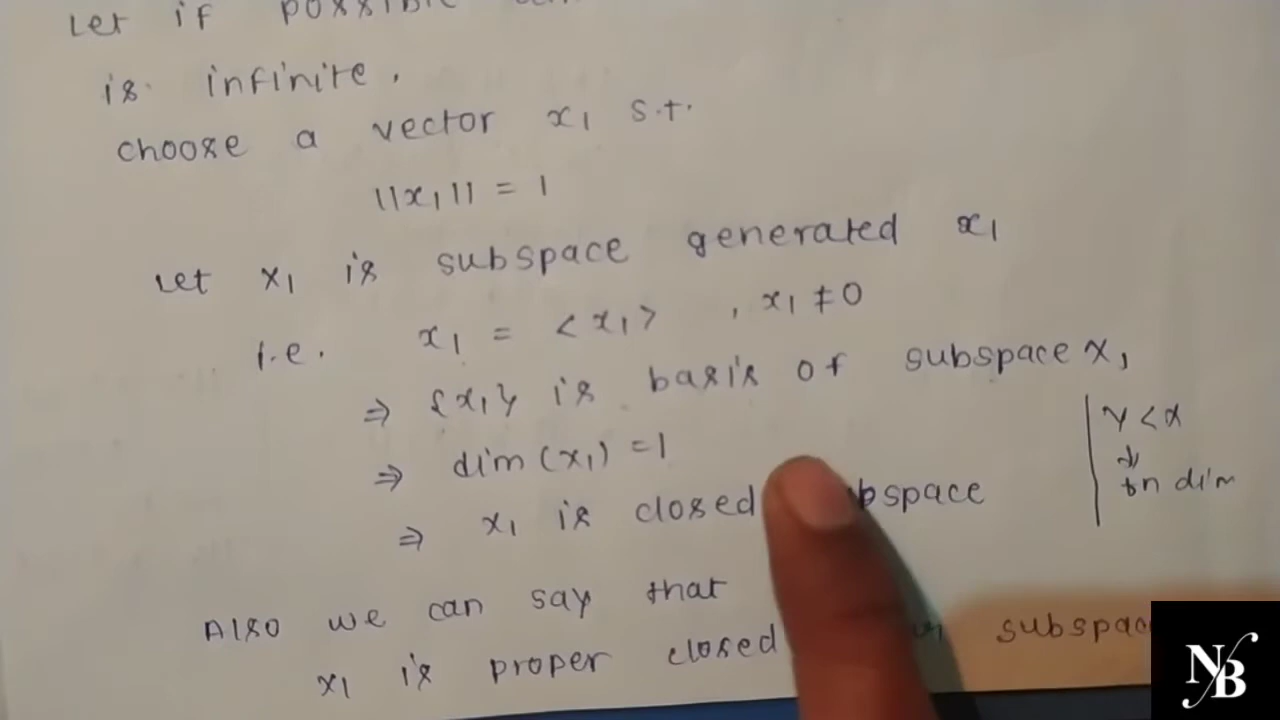 Let if possible
is infinite.
choose a vector x1 s.t.
||x1|| = 1
Let X1 is subspace generated x1
i.e. x1 = <x1> , x1 ≠ 0
⇒ {x1} is basis of subspace X1
⇒ dim (x1) = 1
Y < X
↓
fn dim
⇒ x1 is closed subspace
Also we can say that
x1 is proper closed subspac
NB